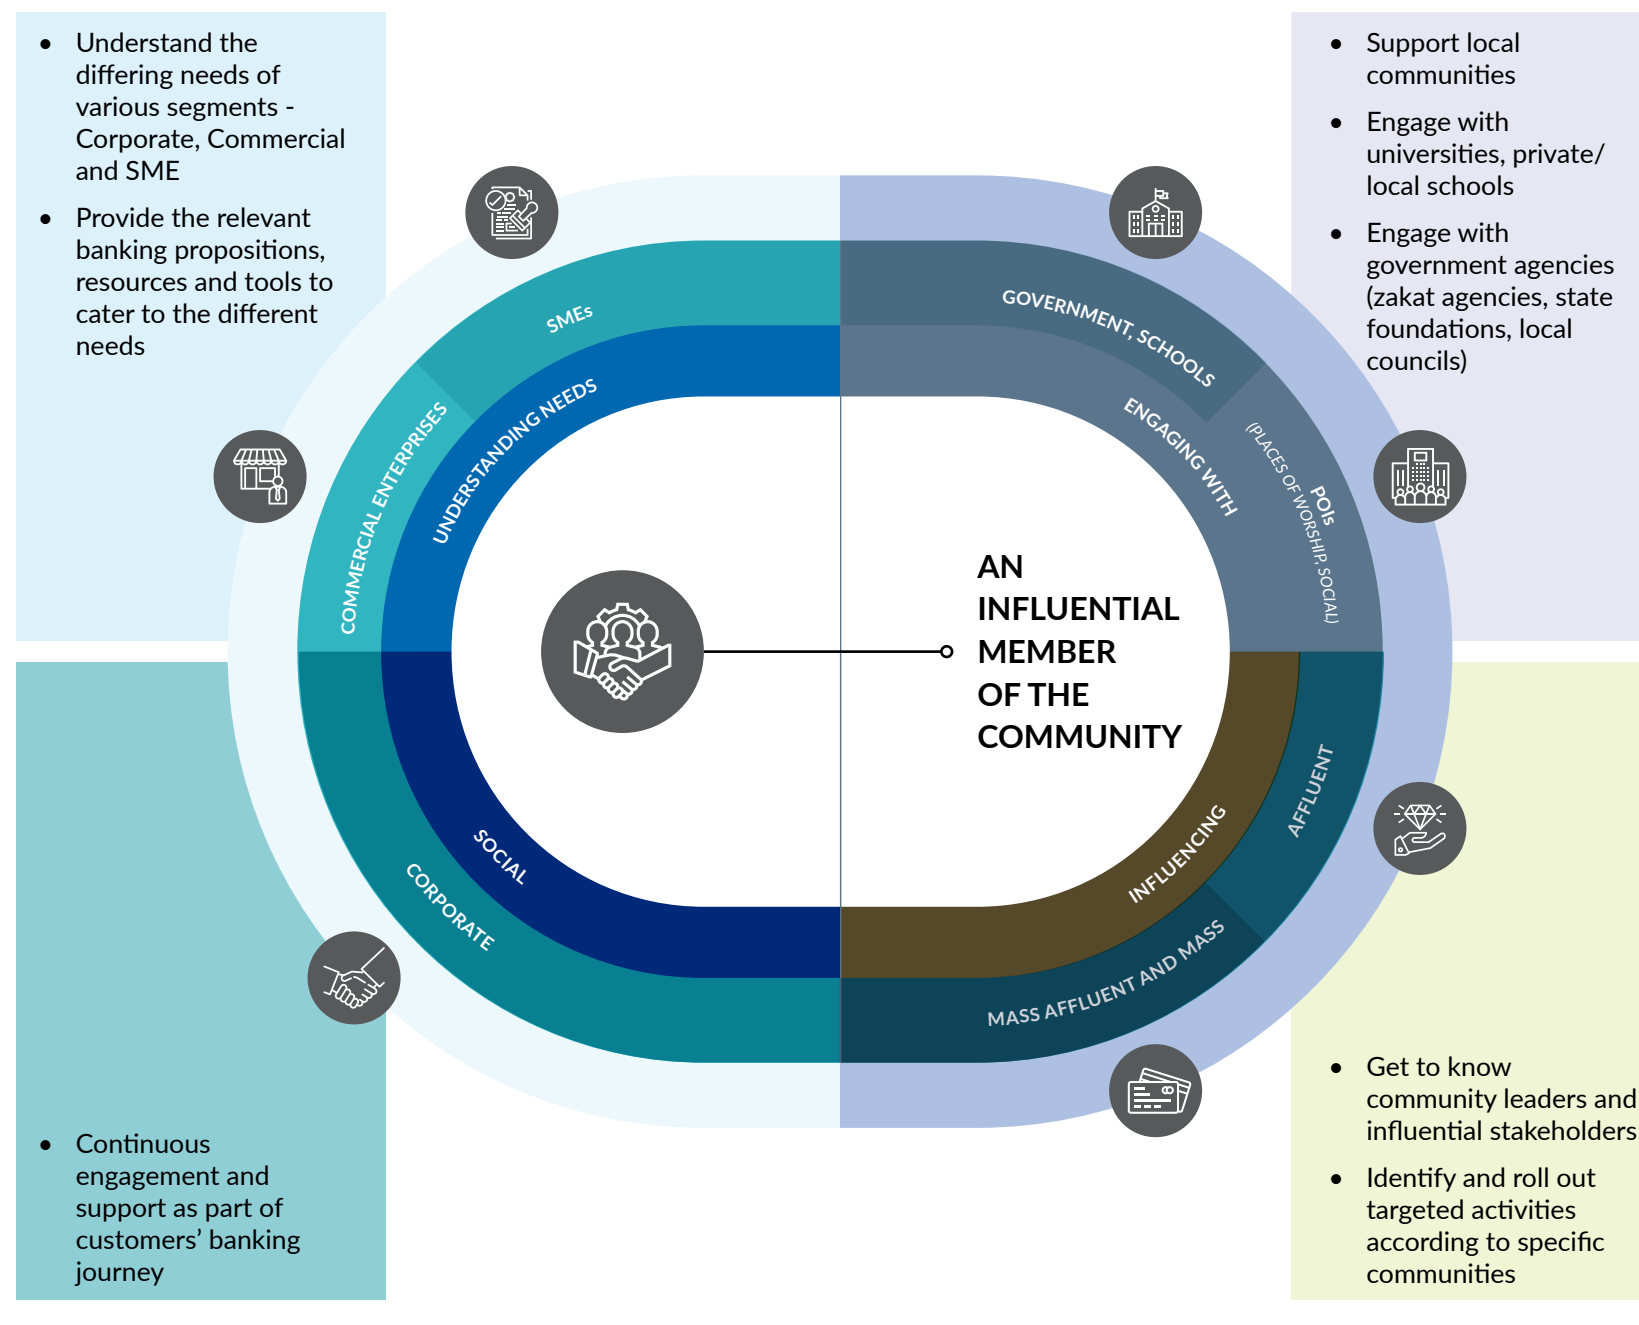 • Understand the
differing needs of
various segments -
Corporate, Commercial
and SME
• Provide the relevant
banking propositions,
resources and tools to
cater to the different
needs
• Support local
communities
• Engage with
universities, private/
local schools
• Engage with
government agencies
(zakat agencies, state
foundations, local
councils)
SMEs
COMMERCIAL ENTERPRISES
UNDERSTANDING NEEDS
GOVERNMENT, SCHOOLS
ENGAGING WITH
POIs
(PLACES OF WORSHIP, SOCIAL)
AN
INFLUENTIAL
MEMBER
OF THE
COMMUNITY
SOCIAL
CORPORATE
INFLUENCING
AFFLUENT
MASS AFFLUENT AND MASS
• Continuous
engagement and
support as part of
customers’ banking
journey
• Get to know
community leaders and
influential stakeholders
• Identify and roll out
targeted activities
according to specific
communities